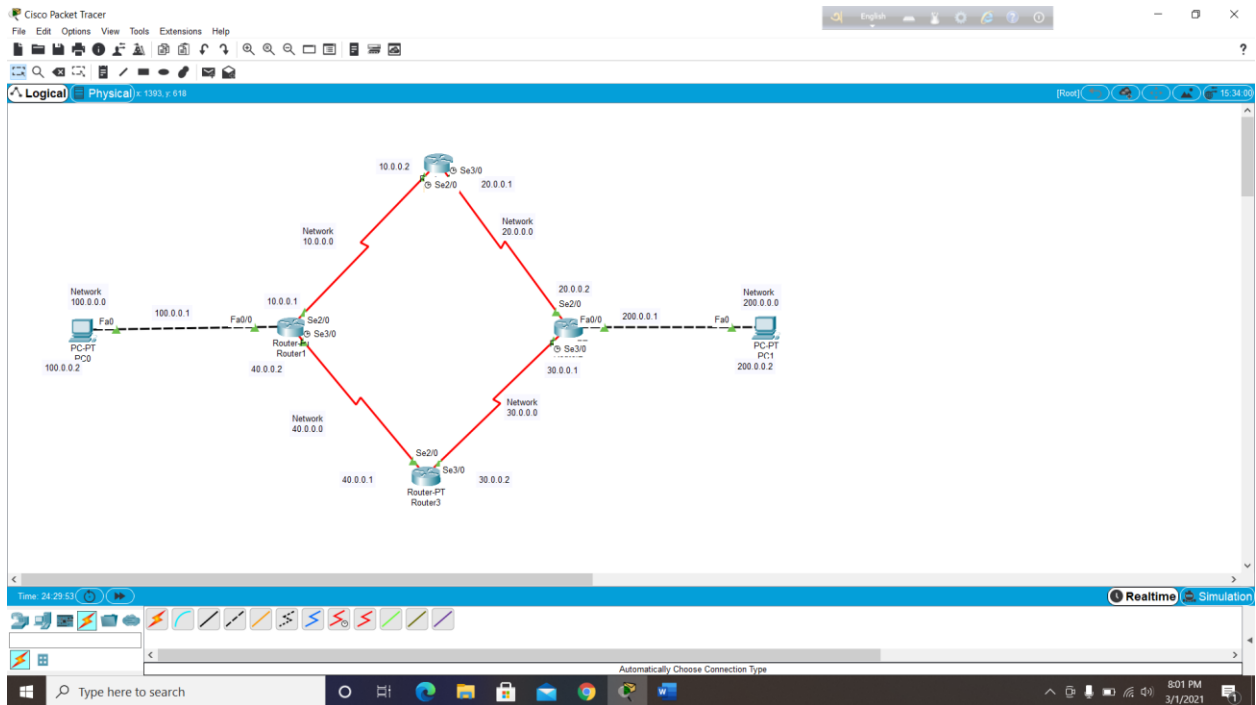 Cisco Packet Tracer
English
File Edit Options View Tools Extensions Help
?
Logical Physical x: 1393, y: 618
[Root] 15:34:00
10.0.0.2
Se3/0
Se2/0
20.0.0.1
Network
10.0.0.0
Network
20.0.0.0
Network
100.0.0.0
100.0.0.1
Fa0
Fa0/0
PC-PT
PC0
100.0.0.2
10.0.0.1
Se2/0
Se3/0
Router1
40.0.0.2
20.0.0.2
Se2/0
Fa0/0
200.0.0.1
Fa0
Se3/0
30.0.0.1
Network
200.0.0.0
PC-PT
PC1
200.0.0.2
Network
40.0.0.0
Network
30.0.0.0
Se2/0
Se3/0
40.0.0.1
30.0.0.2
Router-PT
Router3
Time: 24:29:53
Realtime Simulation
Automatically Choose Connection Type
Type here to search
8:01 PM
3/1/2021